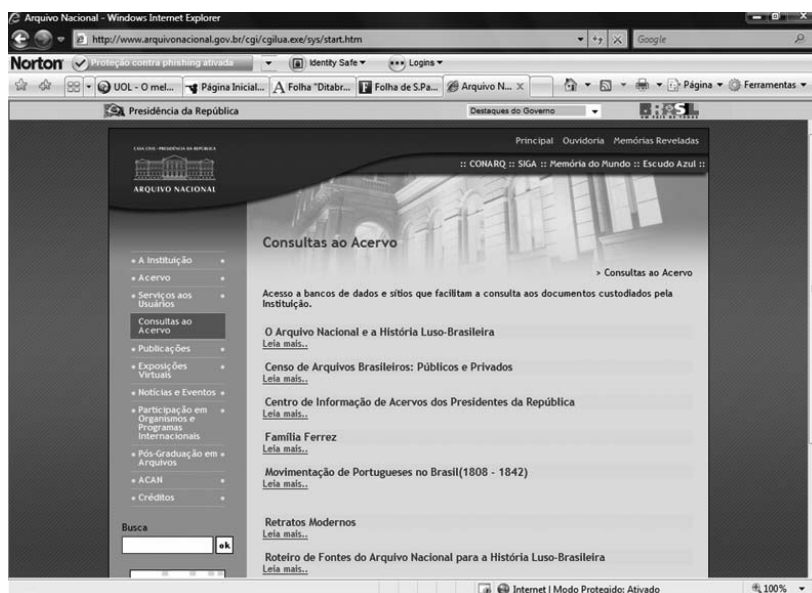 Arquivo Nacional - Windows Internet Explorer
http://www.arquivonacional.gov.br/cgi/cgilua.exe/sys/start.htm
Google
Norton
Proteção contra phishing ativada
Identity Safe
Logins
UOL - O mel...
Página Inicial...
Folha "Ditabr...
Folha de S.Pa...
Arquivo N...
Página
Ferramentas
Presidência da República
Destaques do Governo
BRASIL
CASA CIVIL - PRESIDÊNCIA DA REPÚBLICA
ARQUIVO NACIONAL
Principal Ouvidoria Memórias Reveladas
:: CONARQ :: SIGA :: Memória do Mundo :: Escudo Azul ::
Consultas ao Acervo
> Consultas ao Acervo
A Instituição
Acervo
Serviços aos
Usuários
Consultas ao
Acervo
Publicações
Exposições
Virtuais
Notícias e Eventos
Participação em
Organismos e
Programas
Internacionais
Pós-Graduação em
Arquivos
ACAN
Créditos
Busca
ok
Acesso a bancos de dados e sítios que facilitam a consulta aos documentos custodiados pela
Instituição.
O Arquivo Nacional e a História Luso-Brasileira
Leia mais..
Censo de Arquivos Brasileiros: Públicos e Privados
Leia mais..
Centro de Informação de Acervos dos Presidentes da República
Leia mais..
Família Ferrez
Leia mais..
Movimentação de Portugueses no Brasil(1808 - 1842)
Leia mais..
Retratos Modernos
Leia mais..
Roteiro de Fontes do Arquivo Nacional para a História Luso-Brasileira
Leia mais..
Internet | Modo Protegido: Ativado
100%